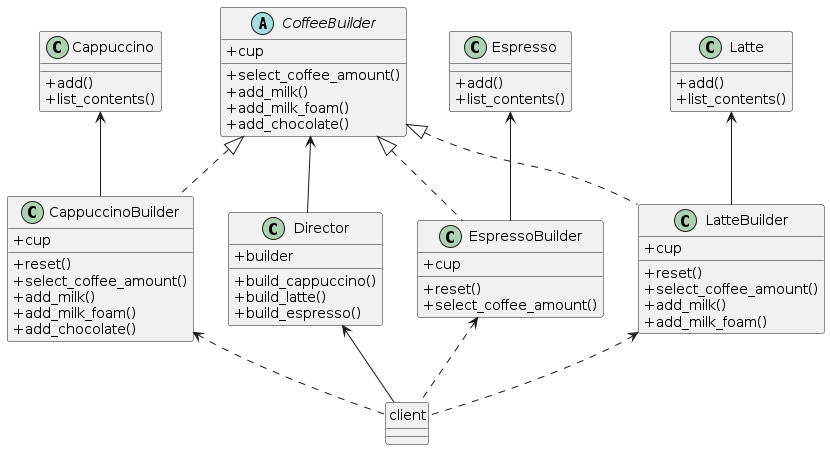 C Cappuccino
+add()
+list_contents()
A CoffeeBuilder
+cup
+select_coffee_amount()
+add_milk()
+add_milk_foam()
+add_chocolate()
C Espresso
+add()
+list_contents()
C Latte
+add()
+list_contents()
C CappuccinoBuilder
+cup
+reset()
+select_coffee_amount()
+add_milk()
+add_milk_foam()
+add_chocolate()
C Director
+builder
+build_cappuccino()
+build_latte()
+build_espresso()
C EspressoBuilder
+cup
+reset()
+select_coffee_amount()
C LatteBuilder
+cup
+reset()
+select_coffee_amount()
+add_milk()
+add_milk_foam()
client